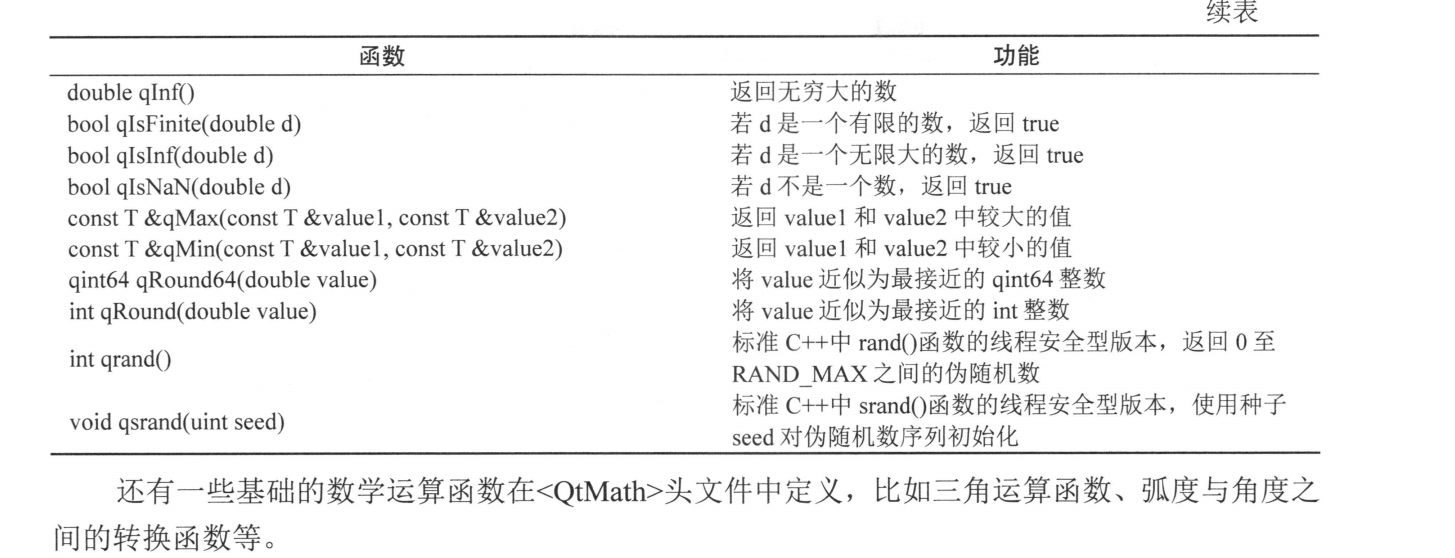 续表
函数 功能
double qInf() 返回无穷大的数
bool qIsFinite(double d) 若 d 是一个有限的数，返回 true
bool qIsInf(double d) 若 d 是一个无限大的数，返回 true
bool qIsNaN(double d) 若 d 不是一个数，返回 true
const T &qMax(const T &value1, const T &value2) 返回 value1 和 value2 中较大的值
const T &qMin(const T &value1, const T &value2) 返回 value1 和 value2 中较小的值
qint64 qRound64(double value) 将 value 近似为最接近的 qint64 整数
int qRound(double value) 将 value 近似为最接近的 int 整数
int qrand() 标准 C++中 rand()函数的线程安全型版本，返回 0 至
RAND_MAX 之间的伪随机数
void qsrand(uint seed) 标准 C++中 srand()函数的线程安全型版本，使用种子
seed 对伪随机数序列初始化
还有一些基础的数学运算函数在<QtMath>头文件中定义，比如三角运算函数、弧度与角度之
间的转换函数等。